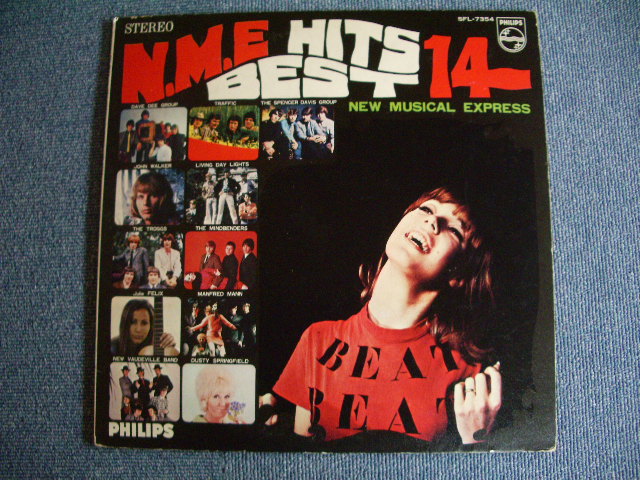 STEREO
SFL-7354
PHILIPS
N.M.E HITS
BEST 14
NEW MUSICAL EXPRESS
DAVE DEE GROUP
TRAFFIC
THE SPENCER DAVIS GROUP
JOHN WALKER
LIVING DAY LIGHTS
THE TROGGS
THE MINDBENDERS
Julie FELIX
MANFRED MANN
NEW VAUDEVILLE BAND
DUSTY SPRINGFIELD
BEAT
BEAT
PHILIPS